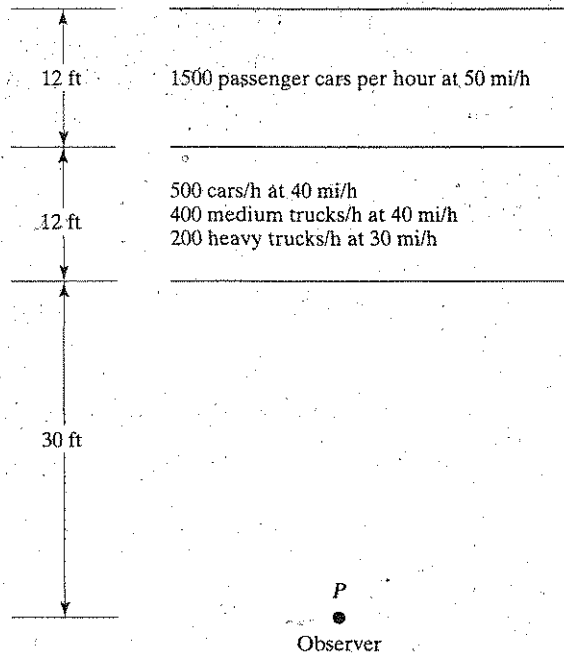 12 ft
1500 passenger cars per hour at 50 mi/h
12 ft
500 cars/h at 40 mi/h
400 medium trucks/h at 40 mi/h
200 heavy trucks/h at 30 mi/h
30 ft
P
Observer